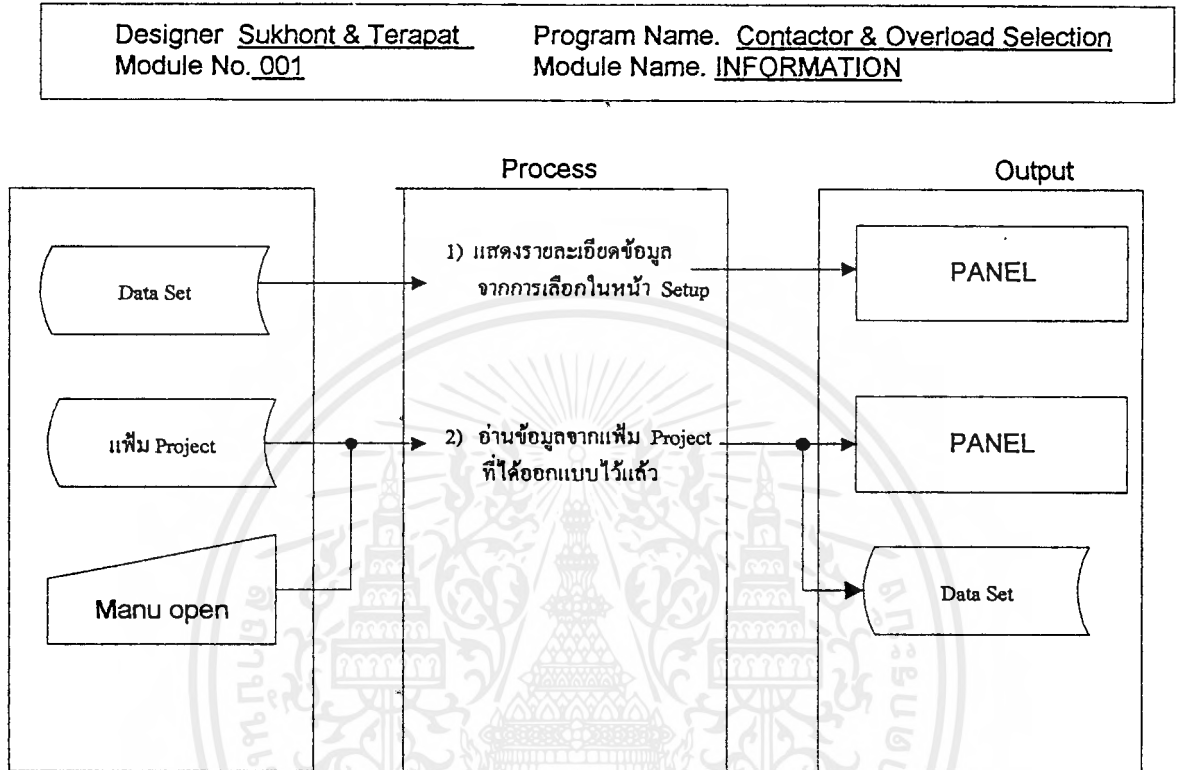 Designer Sukhont & Terapat Program Name. Contactor & Overload Selection
Module No. 001 Module Name. INFORMATION
Process
Output
Data Set
1) แสดงรายละเอียดข้อมูล
จากการเลือกในหน้า Setup
PANEL
แฟ้ม Project
2) อ่านข้อมูลจากแฟ้ม Project
ที่ได้ออกแบบไว้แล้ว
PANEL
Manu open
Data Set